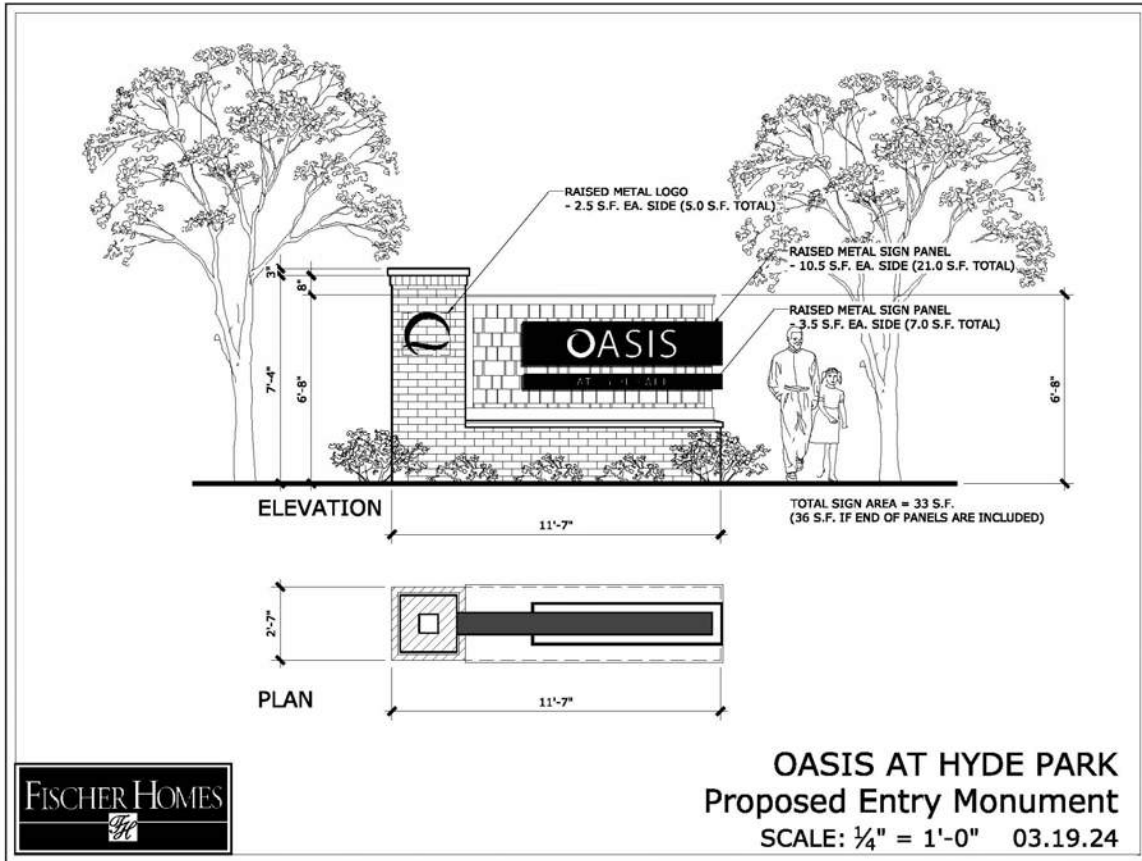 RAISED METAL LOGO
- 2.5 S.F. EA. SIDE (5.0 S.F. TOTAL)
RAISED METAL SIGN PANEL
- 10.5 S.F. EA. SIDE (21.0 S.F. TOTAL)
RAISED METAL SIGN PANEL
- 3.5 S.F. EA. SIDE (7.0 S.F. TOTAL)
3"
8"
7'-4"
6'-8"
OASIS
AT
6'-8"
ELEVATION
11'-7"
TOTAL SIGN AREA = 33 S.F.
(36 S.F. IF END OF PANELS ARE INCLUDED)
2'-7"
PLAN
11'-7"
FISCHER HOMES
FH
OASIS AT HYDE PARK
Proposed Entry Monument
SCALE: ¼" = 1'-0" 03.19.24